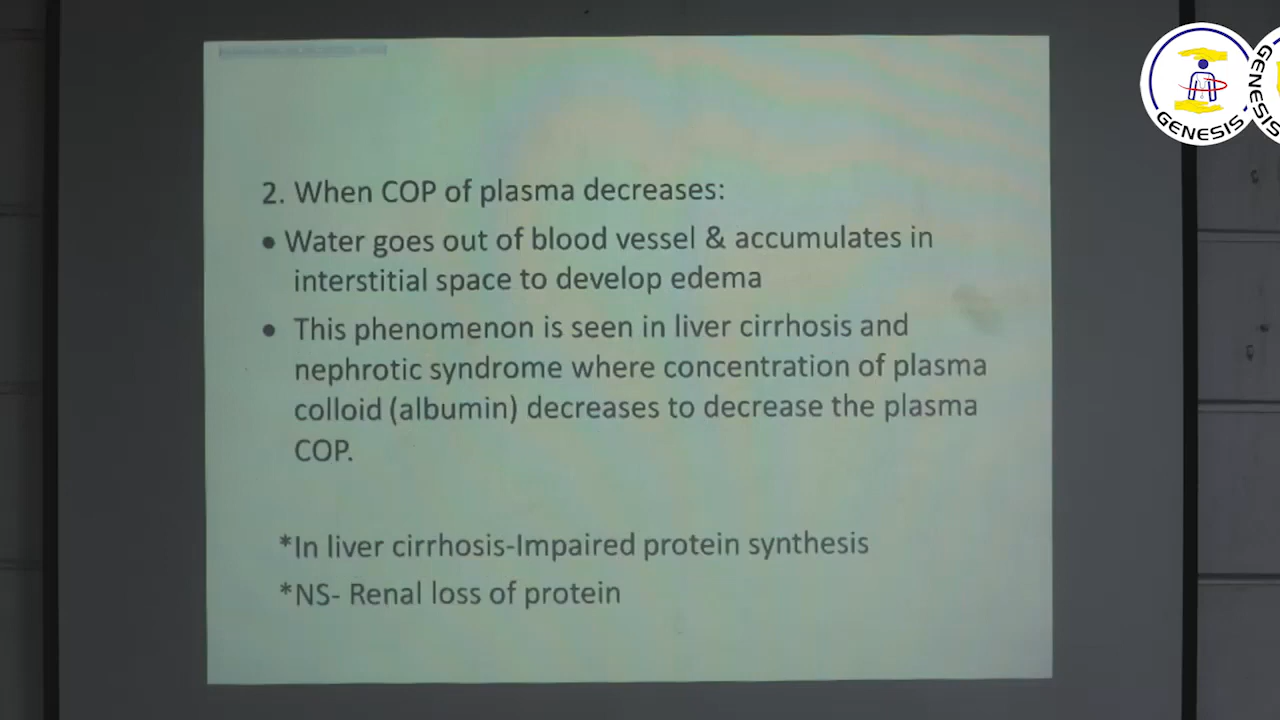 2. When COP of plasma decreases:
• Water goes out of blood vessel & accumulates in
interstitial space to develop edema
• This phenomenon is seen in liver cirrhosis and
nephrotic syndrome where concentration of plasma
colloid (albumin) decreases to decrease the plasma
COP.
*In liver cirrhosis-Impaired protein synthesis
*NS- Renal loss of protein
GENESIS
GENESIS